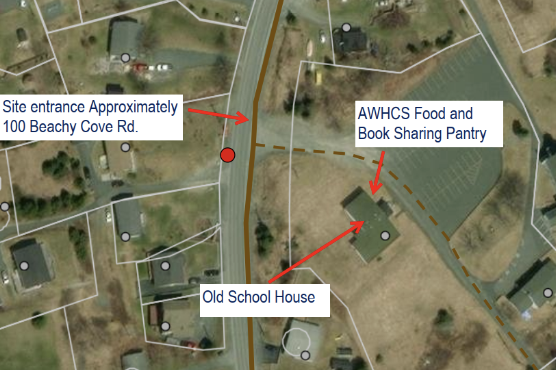 Site entrance Approximately
100 Beachy Cove Rd.
AWHCS Food and
Book Sharing Pantry
Old School House